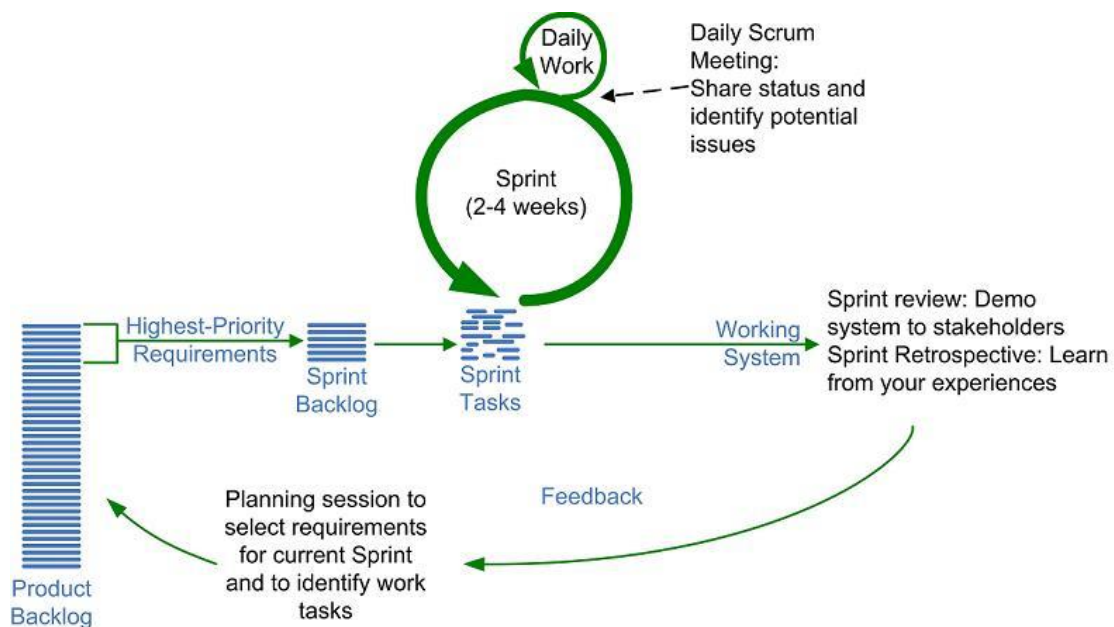 Daily
Work
Daily Scrum
Meeting:
Share status and
identify potential
issues
Sprint
(2-4 weeks)
Highest-Priority
Requirements
Sprint
Backlog
Sprint
Tasks
Working
System
Sprint review: Demo
system to stakeholders
Sprint Retrospective: Learn
from your experiences
Feedback
Planning session to
select requirements
for current Sprint
and to identify work
tasks
Product
Backlog